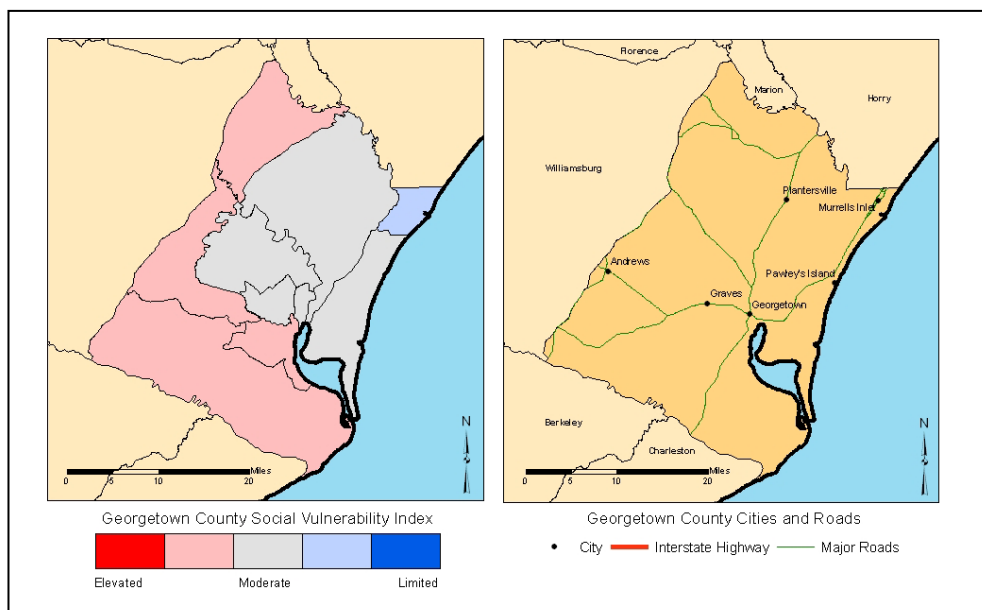 N
Miles
0 5 10 20
Georgetown County Social Vulnerability Index
Elevated Moderate Limited
Florence
Marion
Horry
Williamsburg
Plantersville
Murrells Inlet
Andrews
Pawley's Island
Graves
Georgetown
Berkeley
Charleston
N
Miles
0 5 10 20
Georgetown County Cities and Roads
City Interstate Highway Major Roads